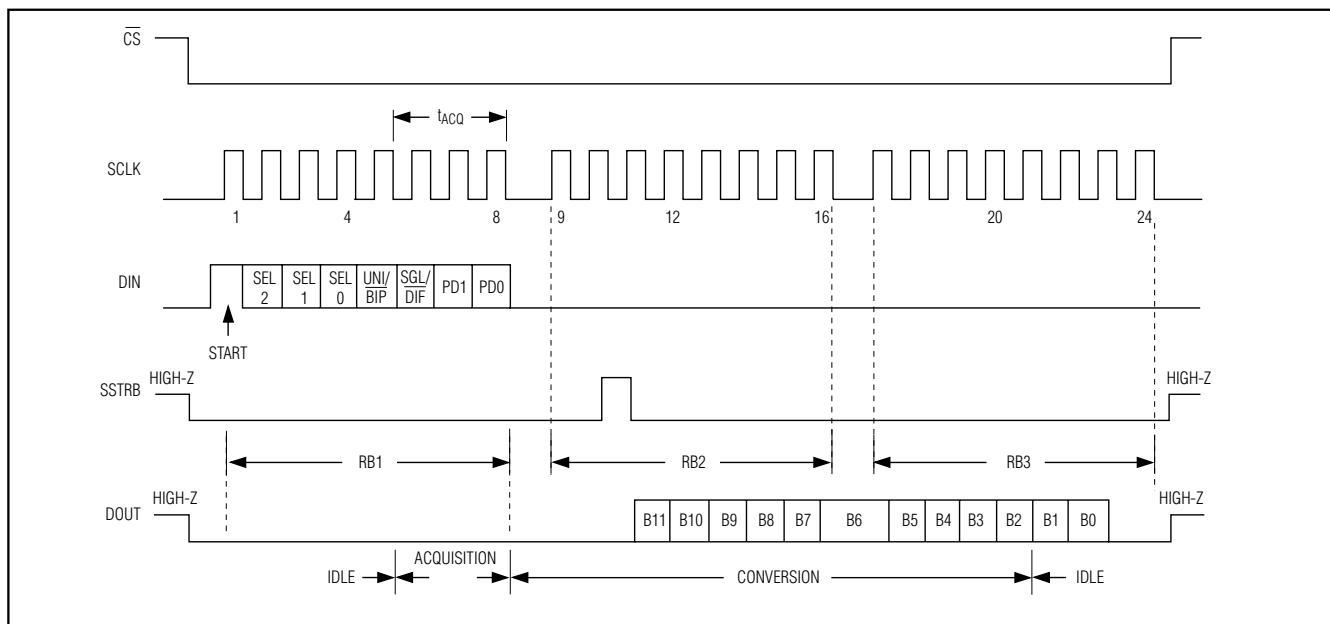 CS
tACQ
SCLK
1 4 8 9 12 16 20 24
DIN
SEL 2
SEL 1
SEL 0
UNI/ BIP
SGL/ DIF
PD1
PD0
START
HIGH-Z HIGH-Z
SSTRB
RB1 RB2 RB3
HIGH-Z HIGH-Z
DOUT
B11 B10 B9 B8 B7 B6 B5 B4 B3 B2 B1 B0
ACQUISITION
IDLE CONVERSION IDLE